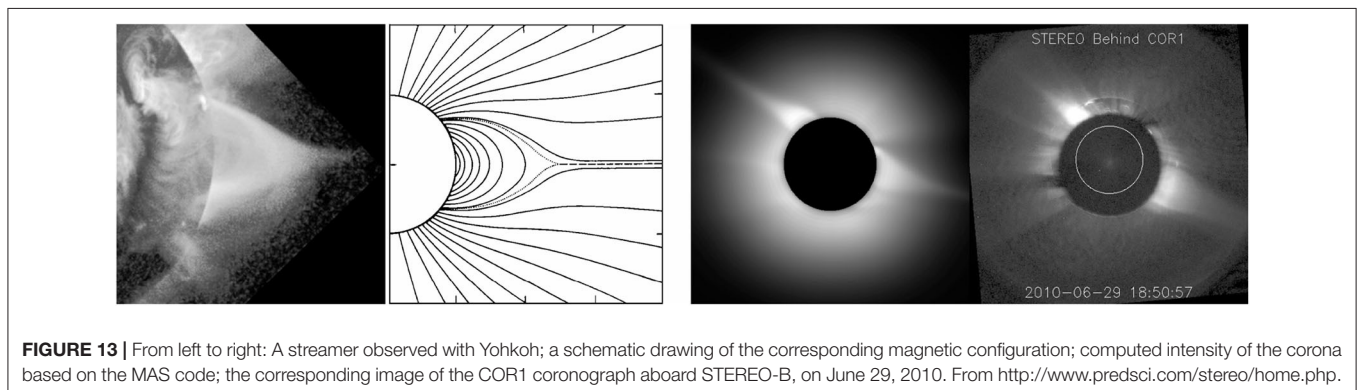 STEREO Behind COR1
2010-06-29 18:50:57
FIGURE 13 | From left to right: A streamer observed with Yohkoh; a schematic drawing of the corresponding magnetic configuration; computed intensity of the corona
based on the MAS code; the corresponding image of the COR1 coronograph aboard STEREO-B, on June 29, 2010. From http://www.predsci.com/stereo/home.php.